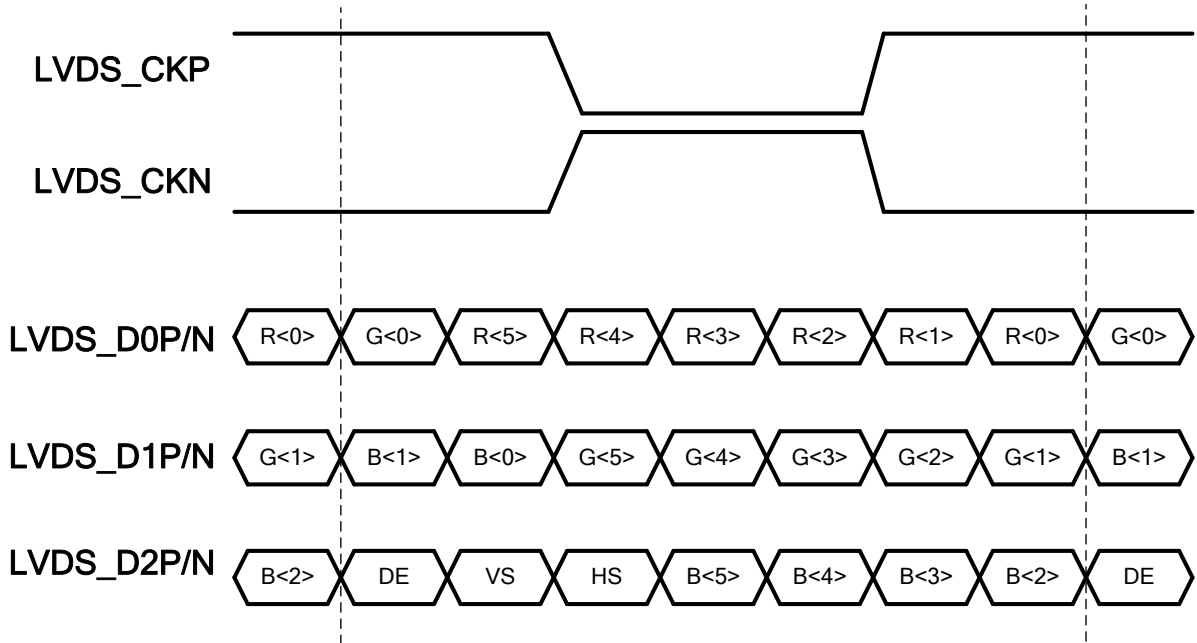 LVDS_CKP
LVDS_CKN
LVDS_D0P/N R<0> G<0> R<5> R<4> R<3> R<2> R<1> R<0> G<0>
LVDS_D1P/N G<1> B<1> B<0> G<5> G<4> G<3> G<2> G<1> B<1>
LVDS_D2P/N B<2> DE VS HS B<5> B<4> B<3> B<2> DE